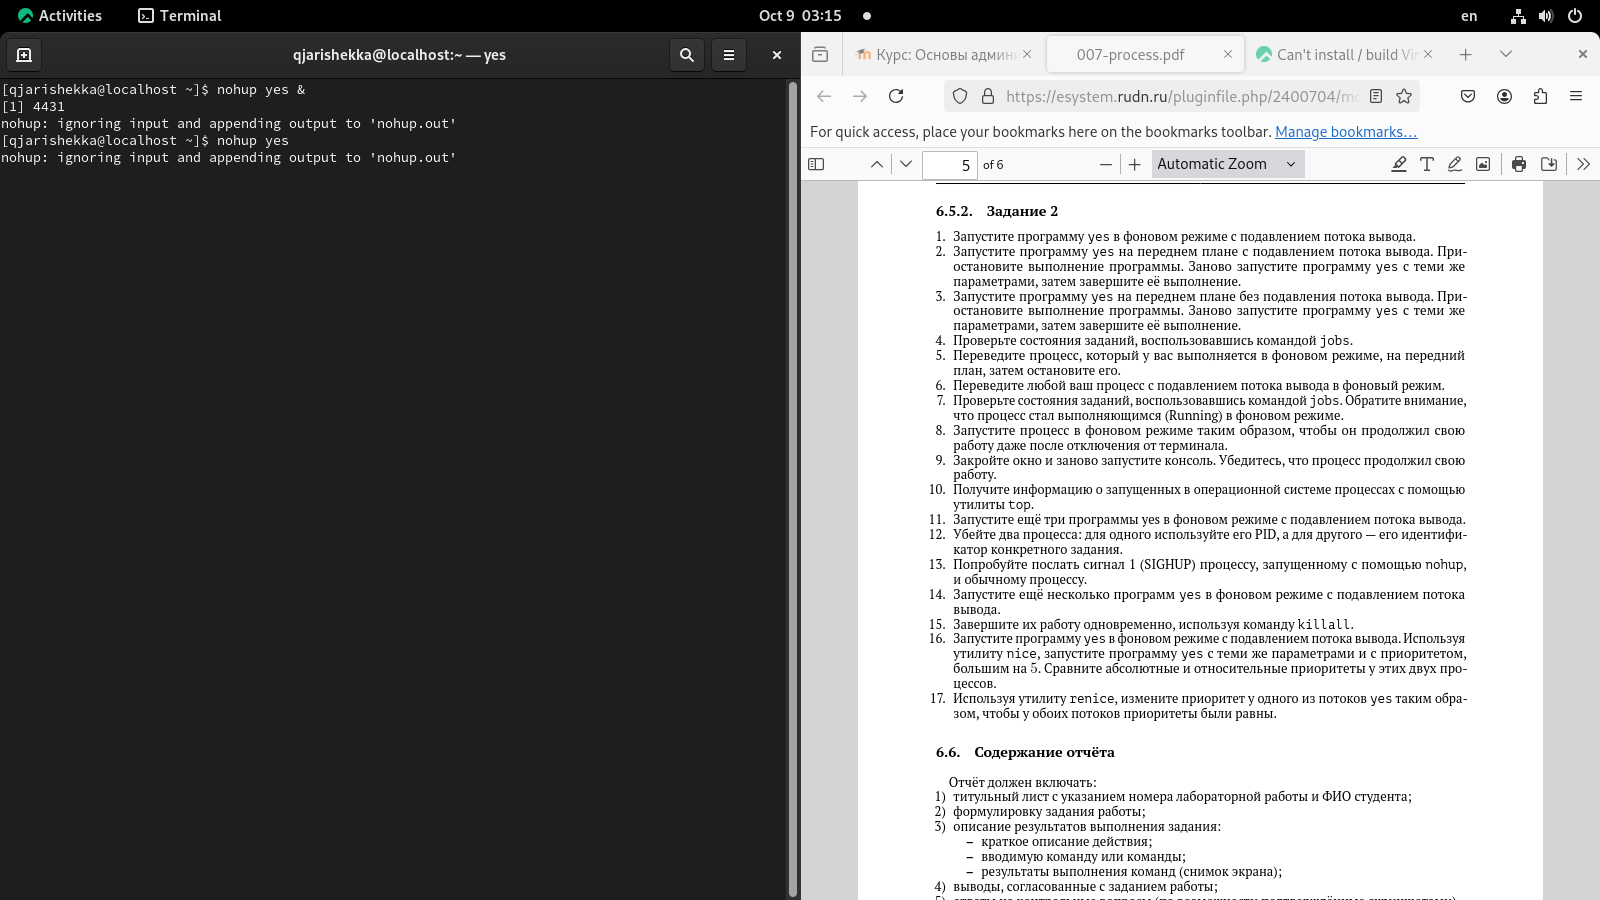 Activities
Terminal
Oct 9 03:15
en
qjarishekka@localhost:~ — yes
[qjarishekka@localhost ~]$ nohup yes &
[1] 4431
nohup: ignoring input and appending output to 'nohup.out'
[qjarishekka@localhost ~]$ nohup yes
nohup: ignoring input and appending output to 'nohup.out'
Курс: Основы админи
007-process.pdf
Can't install / build Vir
https://esystem.rudn.ru/pluginfile.php/2400704/mo
For quick access, place your bookmarks here on the bookmarks toolbar. Manage bookmarks…
5 of 6
Automatic Zoom
6.5.2. Задание 2
1. Запустите программу yes в фоновом режиме с подавлением потока вывода.
2. Запустите программу yes на переднем плане с подавлением потока вывода. При-
остановите выполнение программы. Заново запустите программу yes с теми же
параметрами, затем завершите её выполнение.
3. Запустите программу yes на переднем плане без подавления потока вывода. При-
остановите выполнение программы. Заново запустите программу yes с теми же
параметрами, затем завершите её выполнение.
4. Проверьте состояния заданий, воспользовавшись командой jobs.
5. Переведите процесс, который у вас выполняется в фоновом режиме, на передний
план, затем остановите его.
6. Переведите любой ваш процесс с подавлением потока вывода в фоновый режим.
7. Проверьте состояния заданий, воспользовавшись командой jobs. Обратите внимание,
что процесс стал выполняющимся (Running) в фоновом режиме.
8. Запустите процесс в фоновом режиме таким образом, чтобы он продолжил свою
работу даже после отключения от терминала.
9. Закройте окно и заново запустите консоль. Убедитесь, что процесс продолжил свою
работу.
10. Получите информацию о запущенных в операционной системе процессах с помощью
утилиты top.
11. Запустите ещё три программы yes в фоновом режиме с подавлением потока вывода.
12. Убейте два процесса: для одного используйте его PID, а для другого — его идентифи-
катор конкретного задания.
13. Попробуйте послать сигнал 1 (SIGHUP) процессу, запущенному с помощью nohup,
и обычному процессу.
14. Запустите ещё несколько программ yes в фоновом режиме с подавлением потока
вывода.
15. Завершите их работу одновременно, используя команду killall.
16. Запустите программу yes в фоновом режиме с подавлением потока вывода. Используя
утилиту nice, запустите программу yes с теми же параметрами и с приоритетом,
большим на 5. Сравните абсолютные и относительные приоритеты у этих двух про-
цессов.
17. Используя утилиту renice, измените приоритет у одного из потоков yes таким обра-
зом, чтобы у обоих потоков приоритеты были равны.
6.6. Содержание отчёта
Отчёт должен включать:
1) титульный лист с указанием номера лабораторной работы и ФИО студента;
2) формулировку задания работы;
3) описание результатов выполнения задания:
– краткое описание действия;
– вводимую команду или команды;
– результаты выполнения команд (снимок экрана);
4) выводы, согласованные с заданием работы;